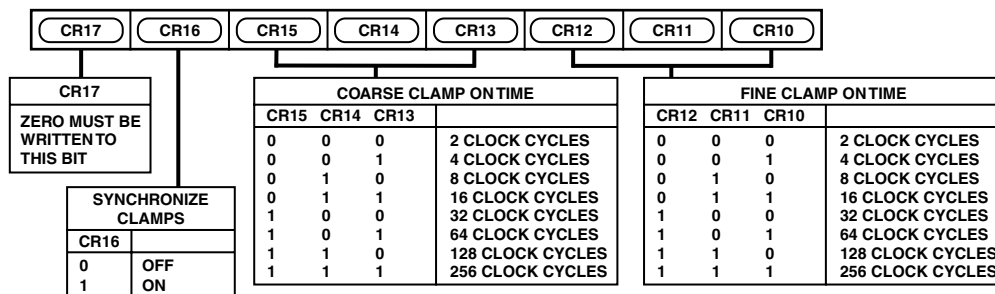 CR17 CR16 CR15 CR14 CR13 CR12 CR11 CR10
CR17
ZERO MUST BE
WRITTEN TO
THIS BIT
SYNCHRONIZE
CLAMPS
CR16
0 OFF
1 ON
COARSE CLAMP ON TIME
CR15 CR14 CR13
0 0 0 2 CLOCK CYCLES
0 0 1 4 CLOCK CYCLES
0 1 0 8 CLOCK CYCLES
0 1 1 16 CLOCK CYCLES
1 0 0 32 CLOCK CYCLES
1 0 1 64 CLOCK CYCLES
1 1 0 128 CLOCK CYCLES
1 1 1 256 CLOCK CYCLES
FINE CLAMP ON TIME
CR12 CR11 CR10
0 0 0 2 CLOCK CYCLES
0 0 1 4 CLOCK CYCLES
0 1 0 8 CLOCK CYCLES
0 1 1 16 CLOCK CYCLES
1 0 0 32 CLOCK CYCLES
1 0 1 64 CLOCK CYCLES
1 1 0 128 CLOCK CYCLES
1 1 1 256 CLOCK CYCLES